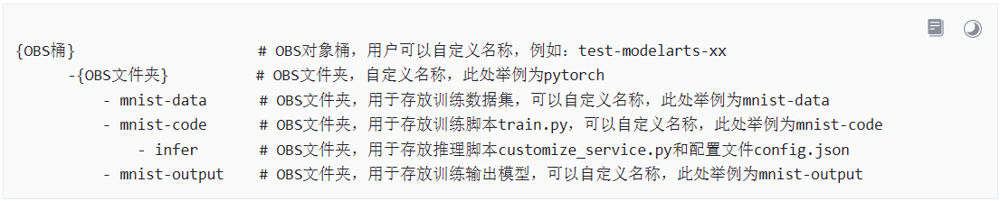 {OBS桶}                     # OBS对象桶，用户可以自定义名称，例如：test-modelarts-xx
      -{OBS文件夹}          # OBS文件夹，自定义名称，此处举例为pytorch
          - mnist-data      # OBS文件夹，用于存放训练数据集，可以自定义名称，此处举例为mnist-data
          - mnist-code      # OBS文件夹，用于存放训练脚本train.py，可以自定义名称，此处举例为mnist-code
              - infer       # OBS文件夹，用于存放推理脚本customize_service.py和配置文件config.json
          - mnist-output    # OBS文件夹，用于存放训练输出模型，可以自定义名称，此处举例为mnist-output